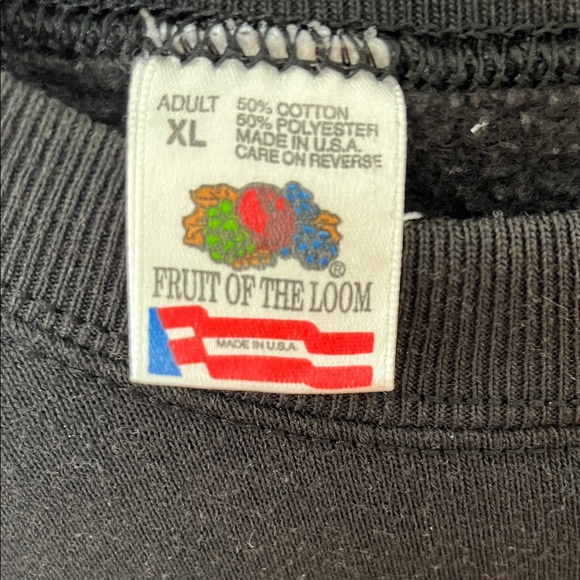 ADULT 50% COTTON
XL 50% POLYESTER
MADE IN U.S.A.
CARE ON REVERSE
FRUIT OF THE LOOM ®
MADE IN U.S.A.